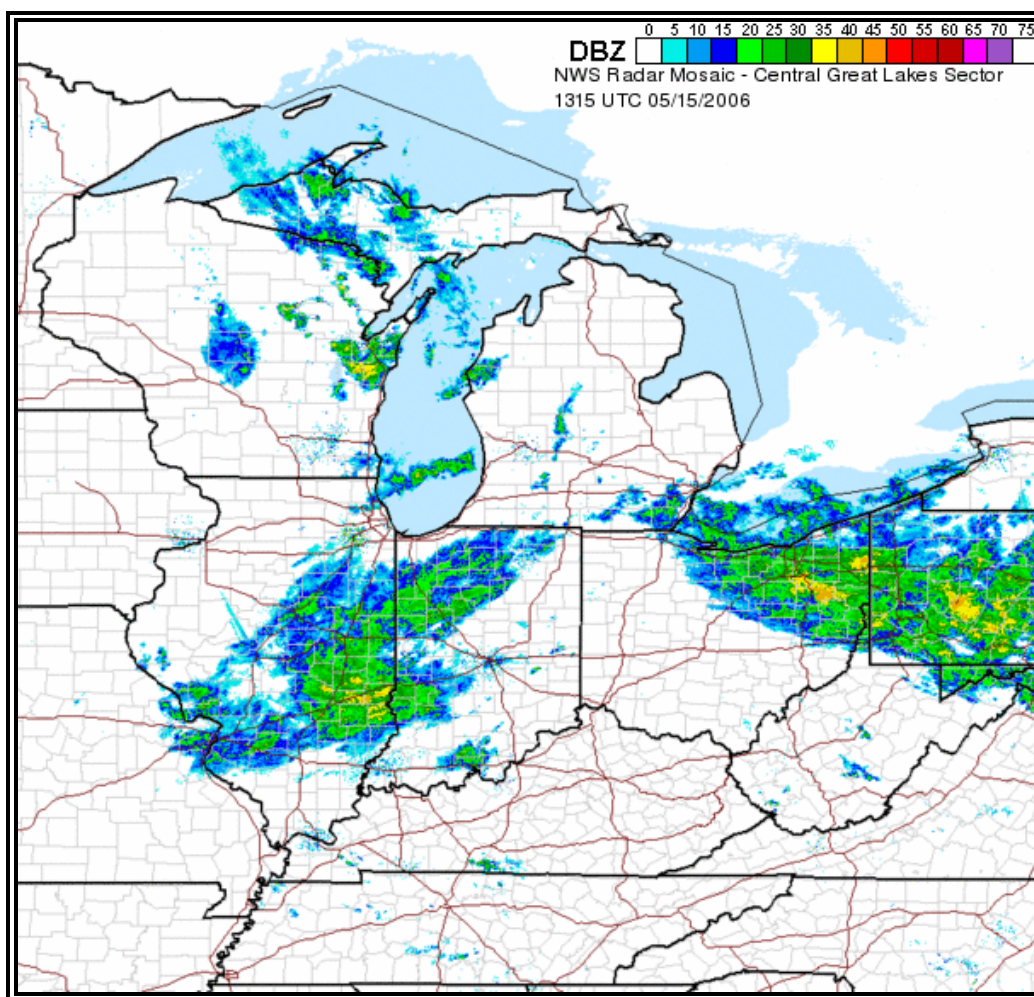 0 5 10 15 20 25 30 35 40 45 50 55 60 65 70 75
DBZ
NWS Radar Mosaic - Central Great Lakes Sector
1315 UTC 05/15/2006